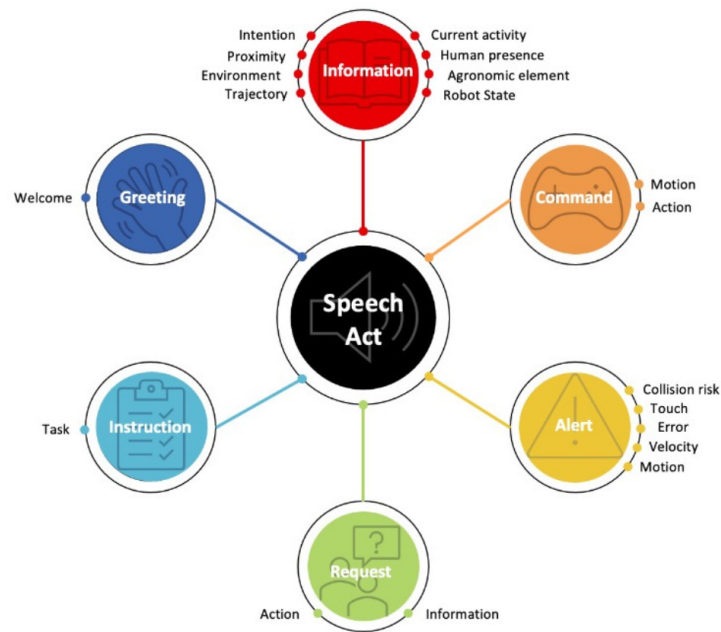 Intention
Current activity
Proximity
Human presence
Information
Environment
Agronomic element
Trajectory
Robot State
Welcome
Greeting
Command
Motion
Action
Speech
Act
Task
Instruction
Alert
Collision risk
Touch
Error
Velocity
Motion
?
Request
Action
Information